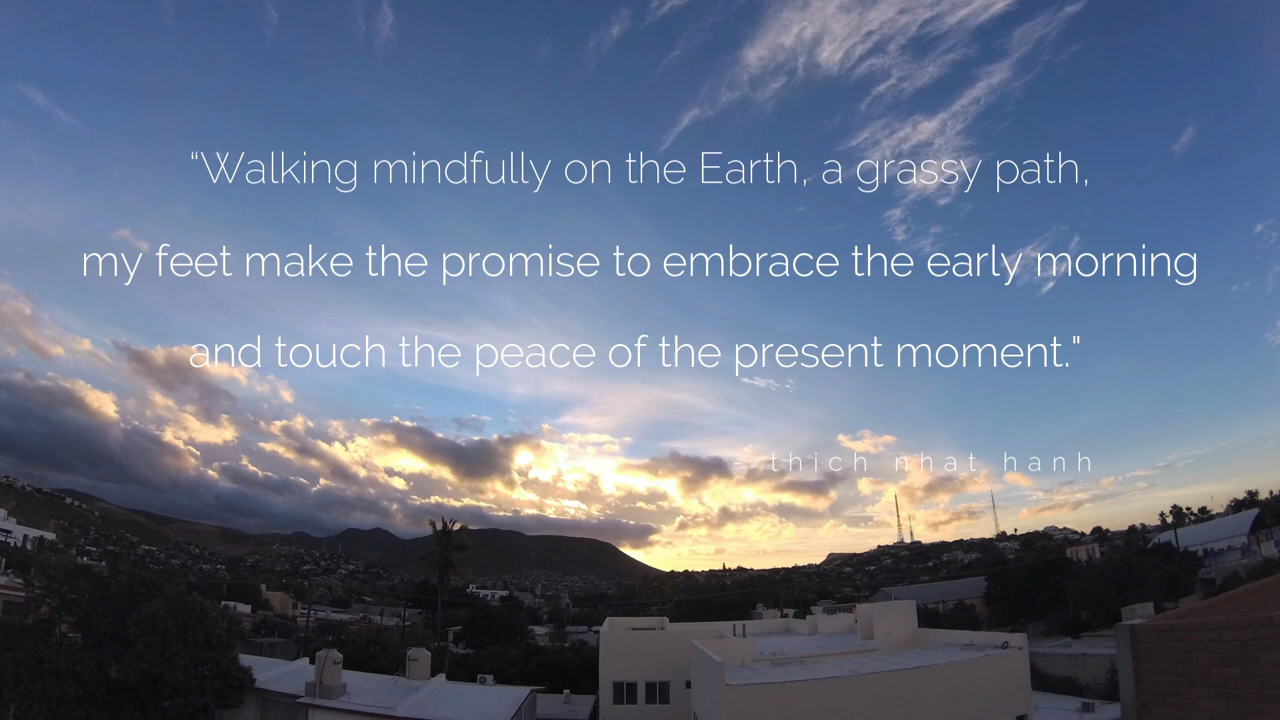 “Walking mindfully on the Earth, a grassy path,
my feet make the promise to embrace the early morning
and touch the peace of the present moment."
- thich nhat hanh